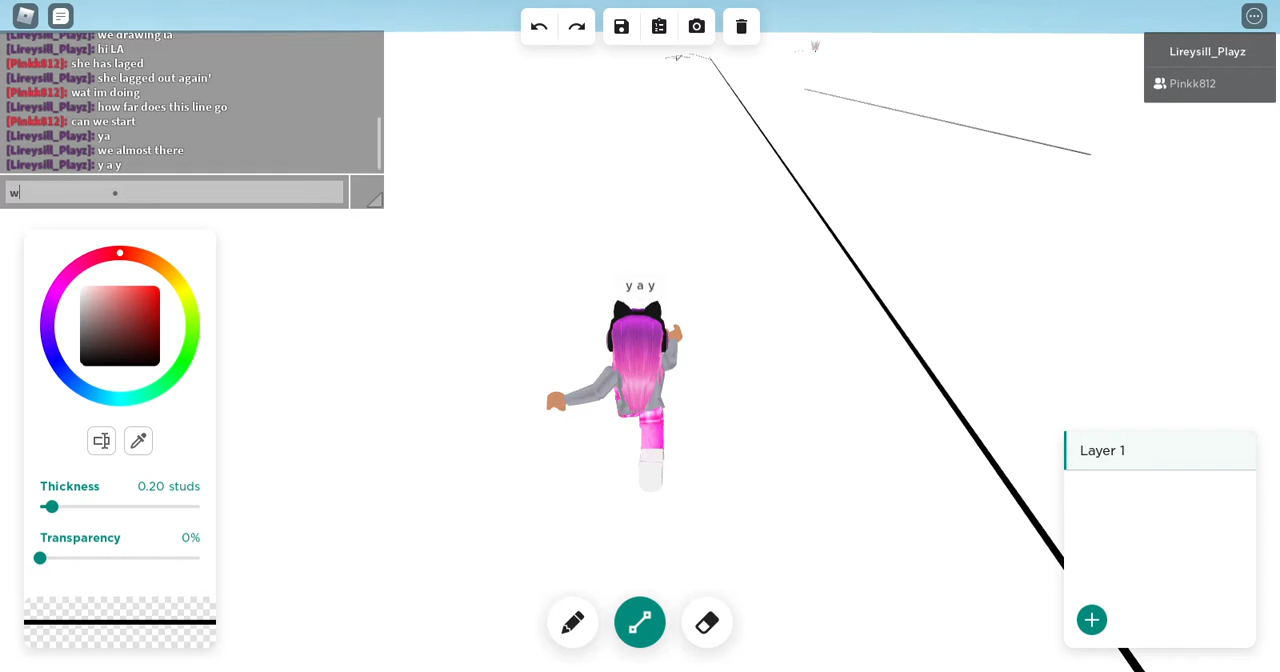 [Lireysill_Playz]: we drawing la
[Lireysill_Playz]: hi LA
[Pinkk812]: she has laged
[Lireysill_Playz]: she lagged out again'
[Pinkk812]: wat im doing
[Lireysill_Playz]: how far does this line go
[Pinkk812]: can we start
[Lireysill_Playz]: ya
[Lireysill_Playz]: we almost there
[Lireysill_Playz]: y a y
w
Lireysill_Playz
Pinkk812
y a y
Thickness 0.20 studs
Transparency 0%
Layer 1